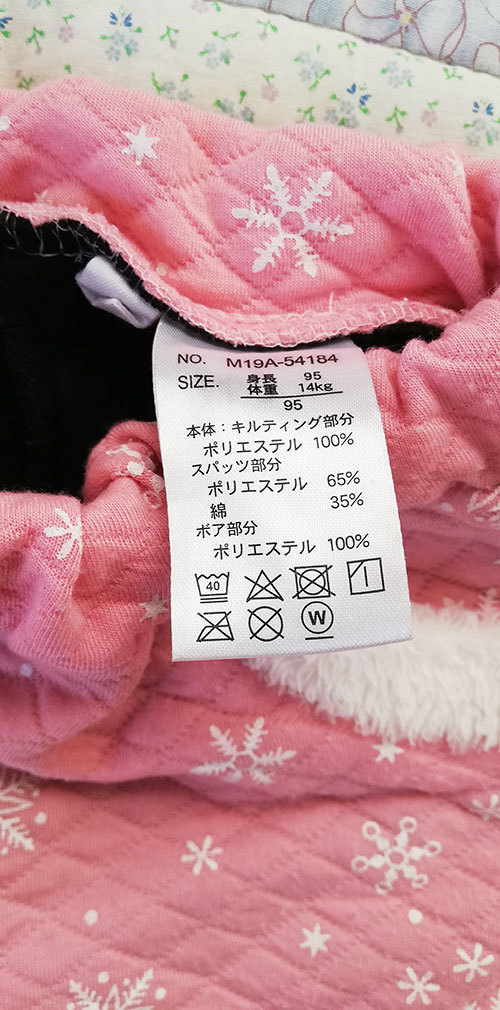 NO. M19A-54184
SIZE. 身長 95
体重 14kg
95
本体：キルティング部分
ポリエステル 100%
スパッツ部分
ポリエステル 65%
綿 35%
ボア部分
ポリエステル 100%
40
W